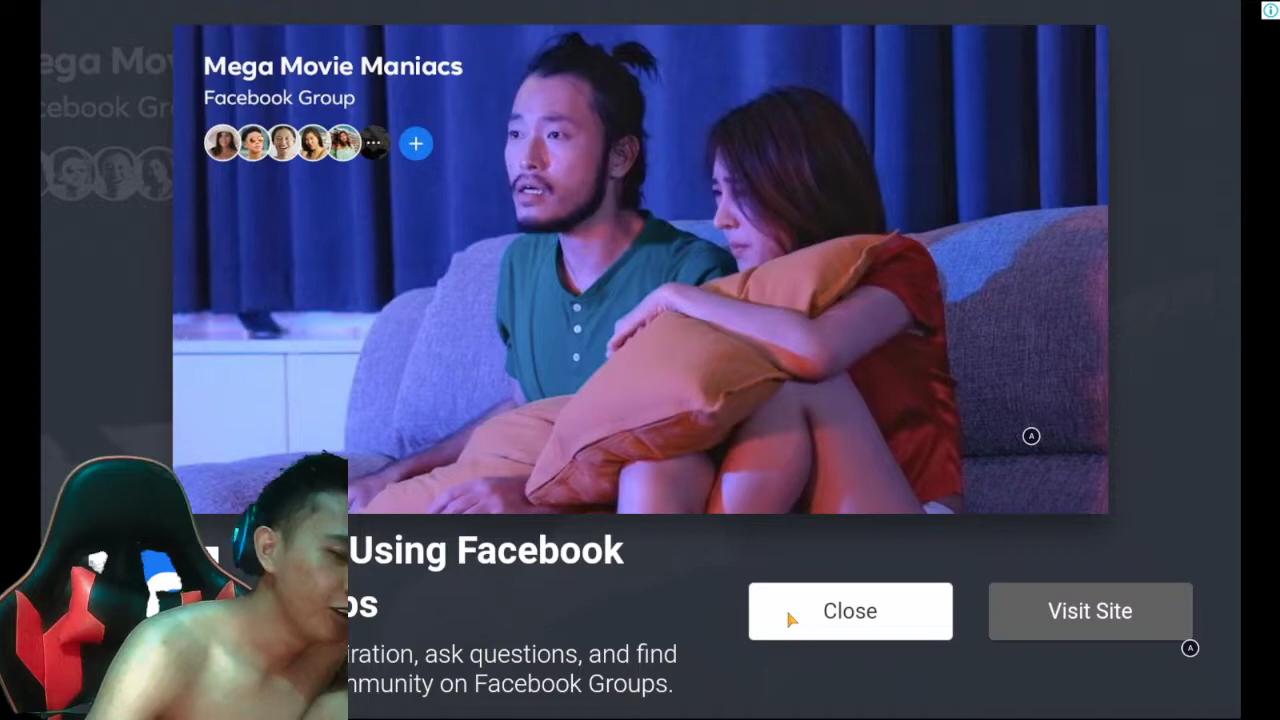 Mega Movie Maniacs
Facebook Group
Using Facebook
ps
iration, ask questions, and find
mmunity on Facebook Groups.
Close
Visit Site
A
A